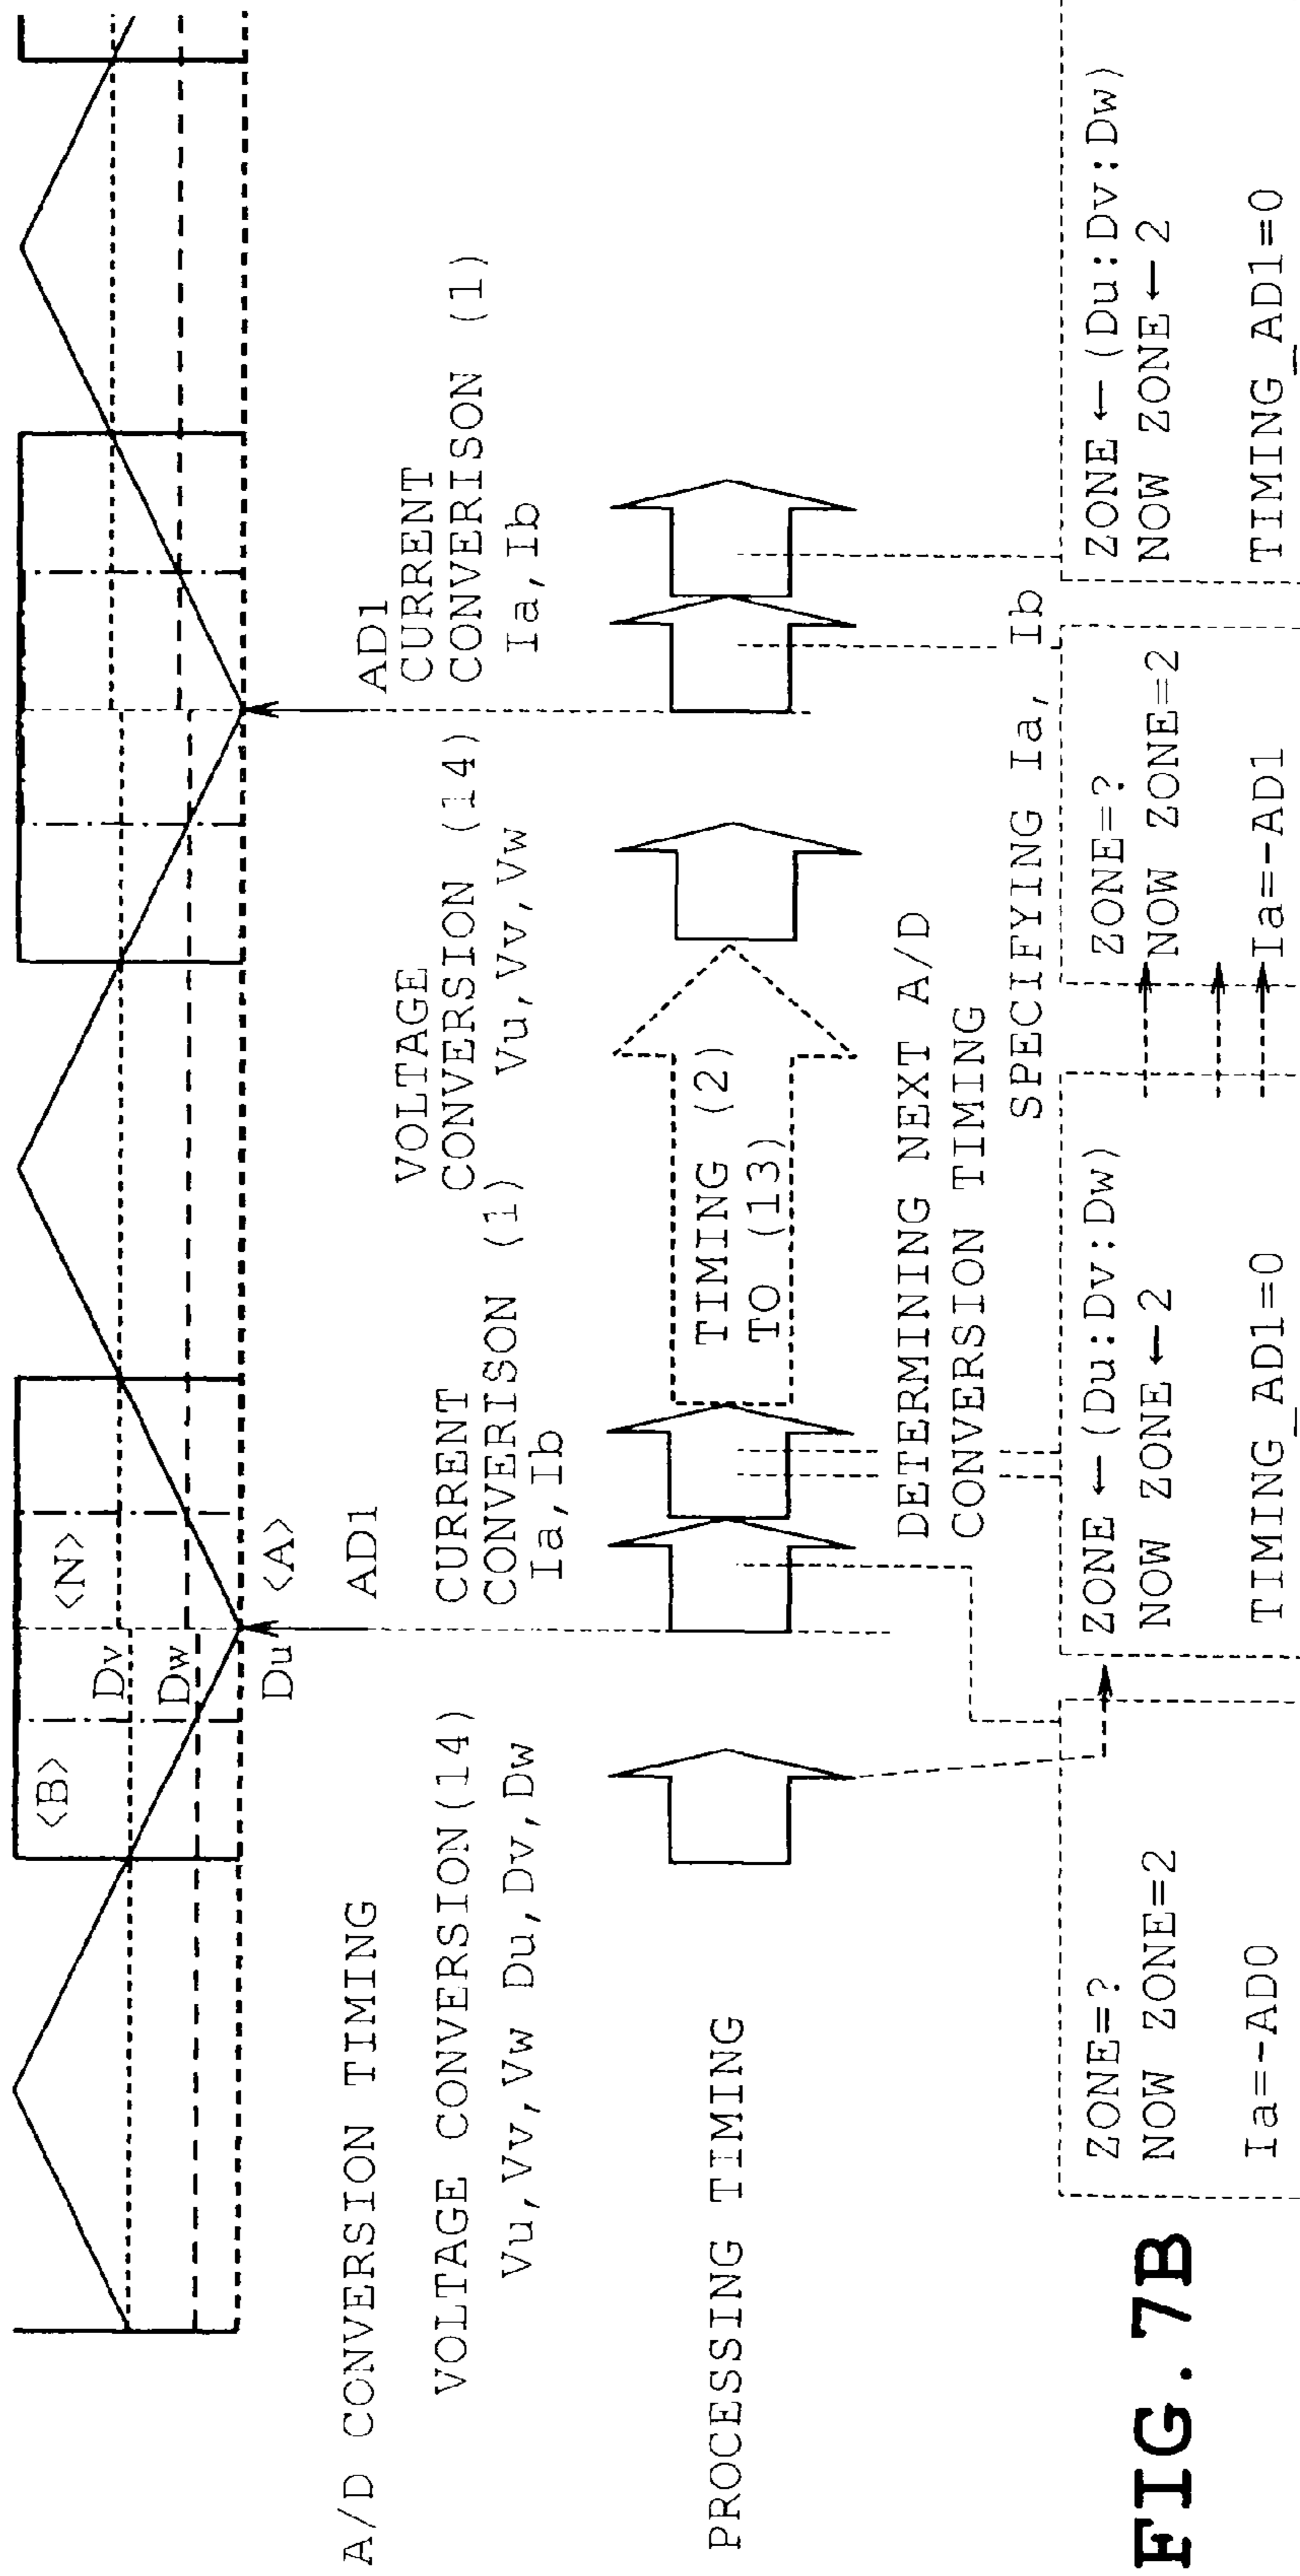 <B>
<N>
Dv
Dw
Du
<A>
A/D CONVERSION TIMING
AD1
AD1
VOLTAGE CONVERSION(14)
Vu,Vv,Vw Du,Dv,Dw
CURRENT
CONVERISON (1)
Ia,Ib
VOLTAGE
CONVERSION (14)
Vu,Vv,Vw
CURRENT
CONVERISON (1)
Ia,Ib
PROCESSING TIMING
TIMING (2)
TO (13)
DETERMINING NEXT A/D
CONVERSION TIMING
SPECIFYING Ia, Ib
ZONE=?
NOW ZONE=2
Ia=-AD0
ZONE ← (Du:Dv:Dw)
NOW ZONE ← 2
TIMING_AD1=0
ZONE=?
NOW ZONE=2
Ia=-AD1
ZONE ← (Du:Dv:Dw)
NOW ZONE ← 2
TIMING_AD1=0
FIG. 7B